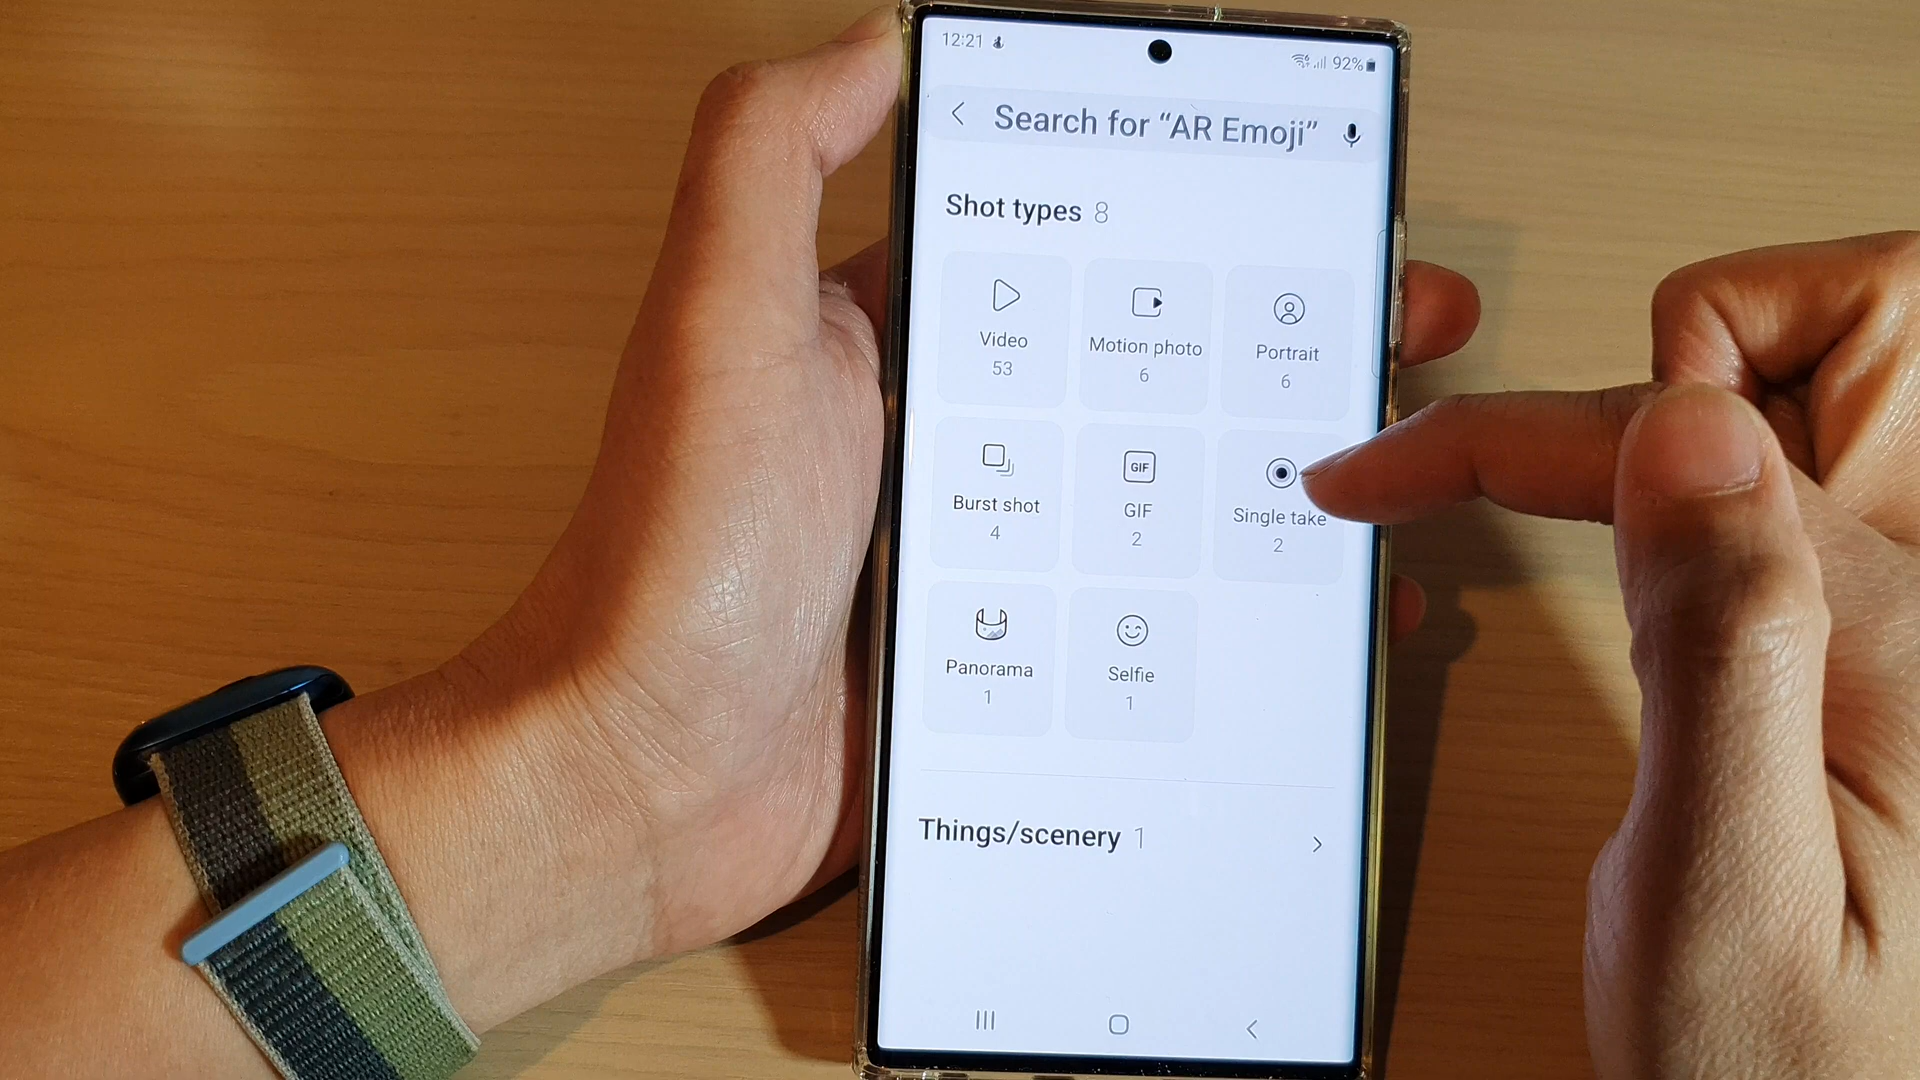 12:21
92%
Search for “AR Emoji”
Shot types 8
Video
53
Motion photo
6
Portrait
6
Burst shot
4
GIF
GIF
2
Single take
2
Panorama
1
Selfie
1
Things/scenery 1